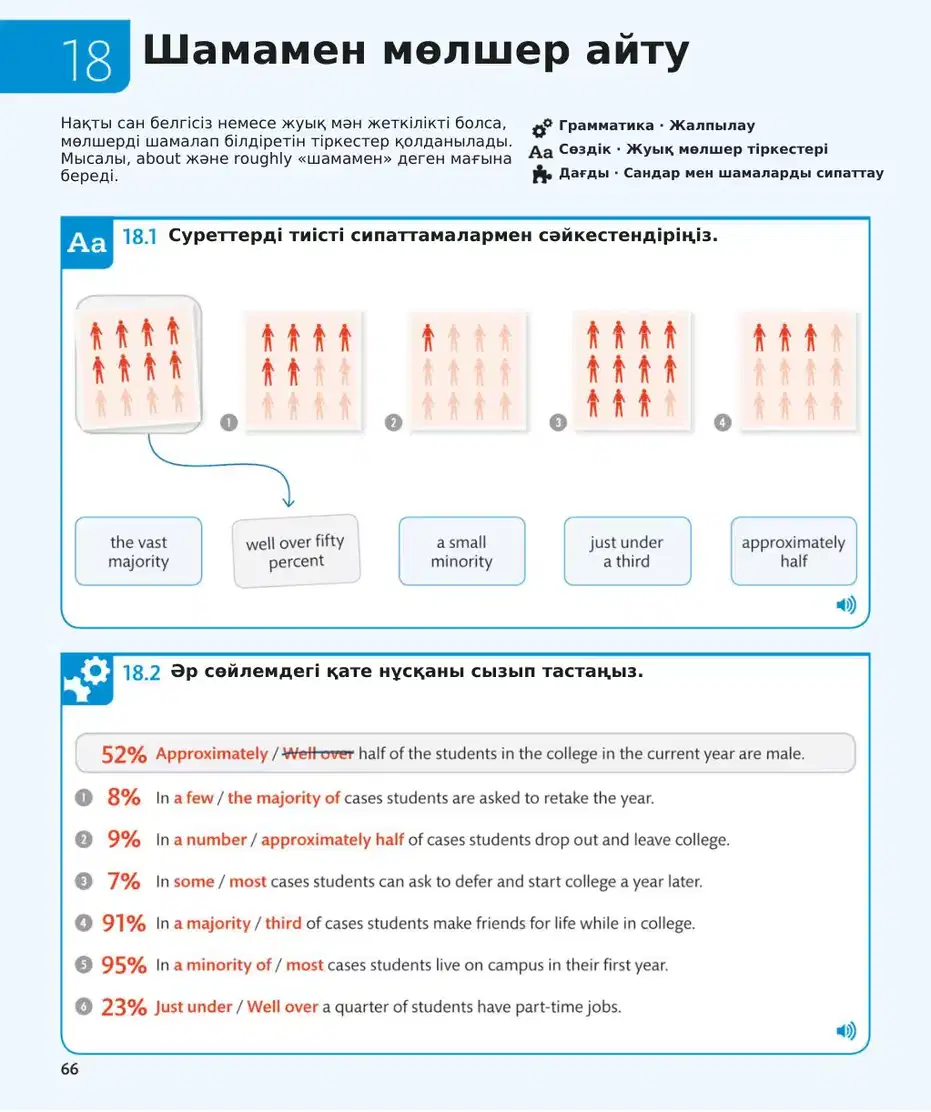 18
Шамамен мөлшер айту
Нақты сан белгісіз немесе жуық мән жеткілікті болса,
мөлшерді шамалап білдіретін тіркестер қолданылады.
Мысалы, about және roughly «шамамен» деген мағына
береді.
Грамматика · Жалпылау
Aa Сөздік · Жуық мөлшер тіркестері
Дағды · Сандар мен шамаларды сипаттау
Aa 18.1 Суреттерді тиісті сипаттамалармен сәйкестендіріңіз.
1
2
3
4
the vast
majority
well over fifty
percent
a small
minority
just under
a third
approximately
half
18.2 Әр сөйлемдегі қате нұсқаны сызып тастаңыз.
52% Approximately / Well over half of the students in the college in the current year are male.
1 8% In a few / the majority of cases students are asked to retake the year.
2 9% In a number / approximately half of cases students drop out and leave college.
3 7% In some / most cases students can ask to defer and start college a year later.
4 91% In a majority / third of cases students make friends for life while in college.
5 95% In a minority of / most cases students live on campus in their first year.
6 23% Just under / Well over a quarter of students have part-time jobs.
66